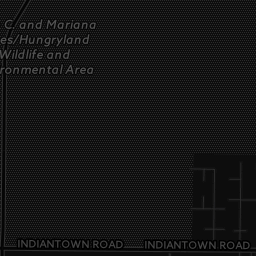 C. and Mariana
es/Hungryland
Wildlife and
ronmental Area
INDIANTOWN ROAD INDIANTOWN ROAD